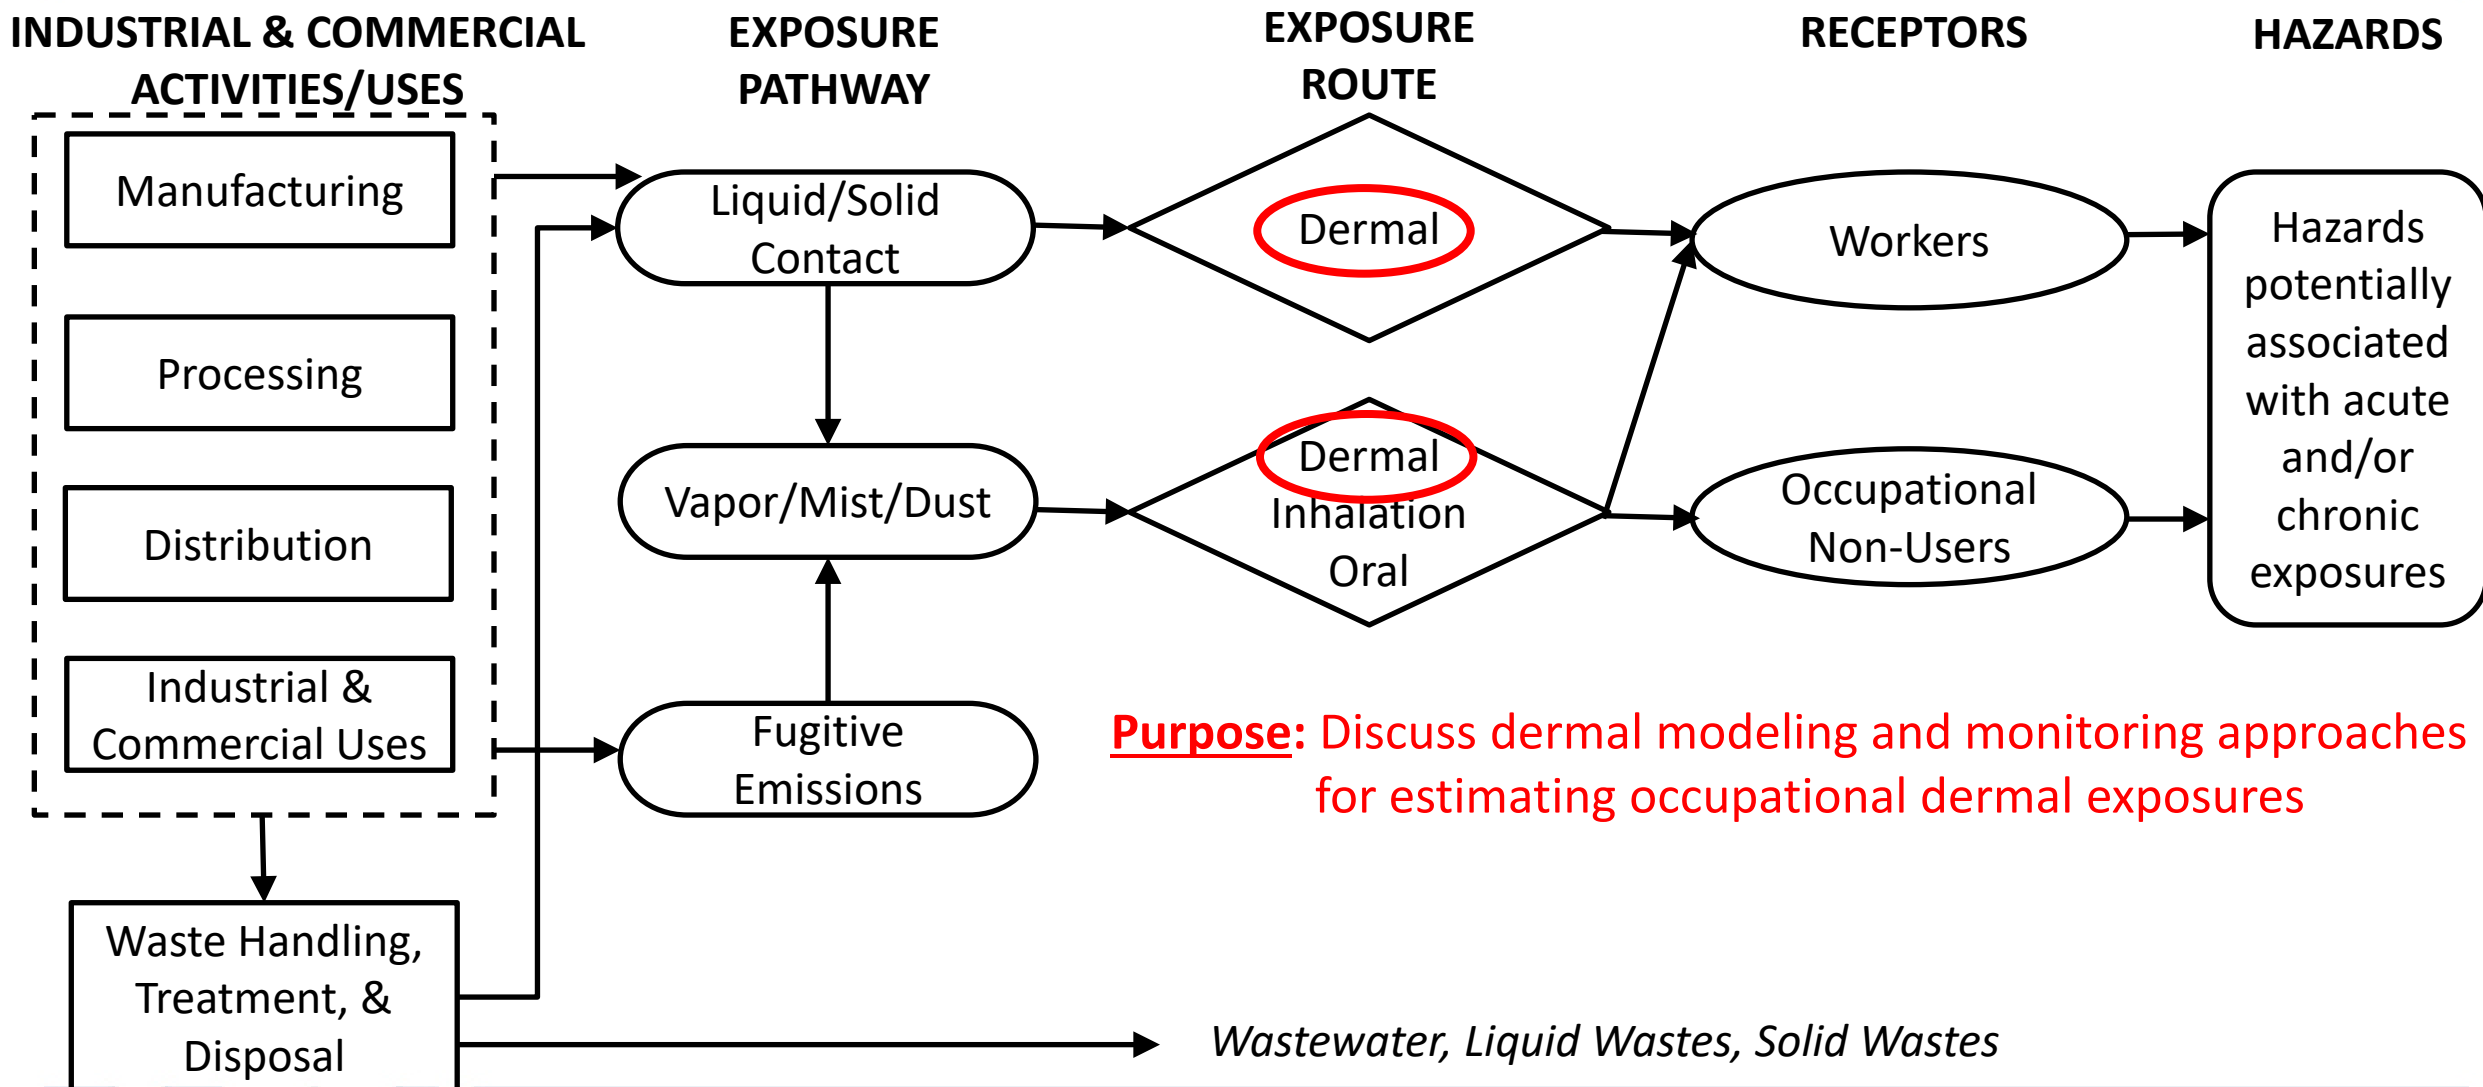 INDUSTRIAL & COMMERCIAL
ACTIVITIES/USES
EXPOSURE
PATHWAY
EXPOSURE
ROUTE
RECEPTORS
HAZARDS
Manufacturing
Processing
Distribution
Industrial &
Commercial Uses
Waste Handling,
Treatment, &
Disposal
Liquid/Solid
Contact
Vapor/Mist/Dust
Fugitive
Emissions
Dermal
Dermal
Inhalation
Oral
Workers
Occupational
Non-Users
Hazards
potentially
associated
with acute
and/or
chronic
exposures
Purpose: Discuss dermal modeling and monitoring approaches
for estimating occupational dermal exposures
Wastewater, Liquid Wastes, Solid Wastes